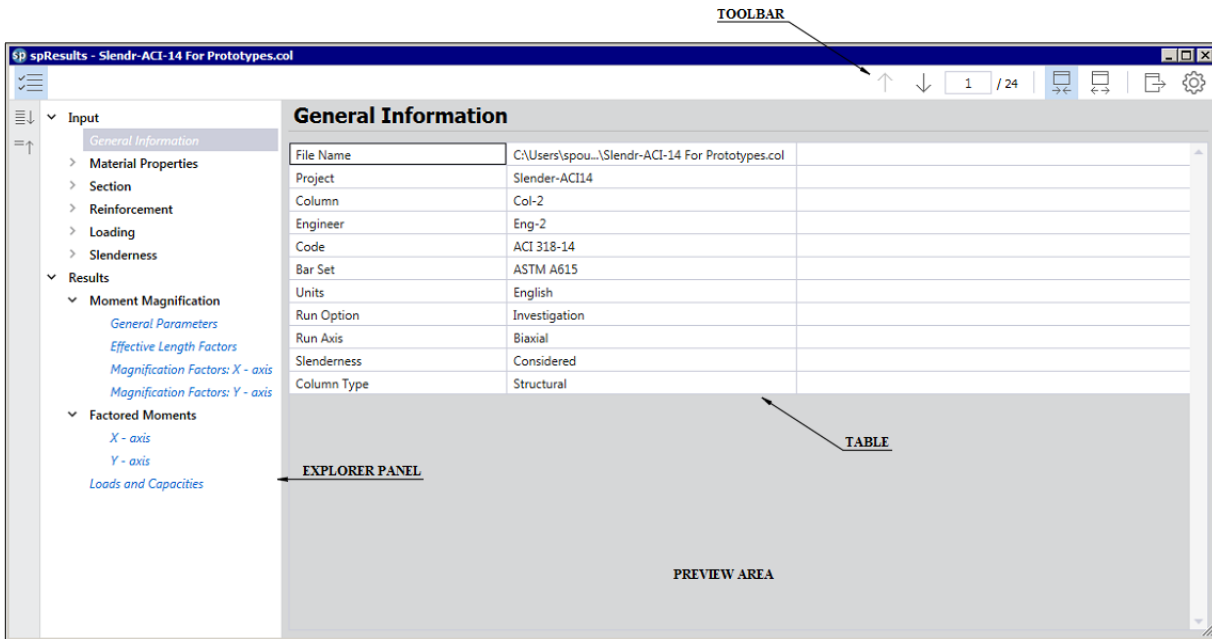 TOOLBAR
sp spResults - Slendr-ACI-14 For Prototypes.col
1 / 24
Input
General Information
Material Properties
Section
Reinforcement
Loading
Slenderness
Results
Moment Magnification
General Parameters
Effective Length Factors
Magnification Factors: X - axis
Magnification Factors: Y - axis
Factored Moments
X - axis
Y - axis
Loads and Capacities
EXPLORER PANEL
General Information
File Name C:\Users\spou...\Slendr-ACI-14 For Prototypes.col
Project Slender-ACI14
Column Col-2
Engineer Eng-2
Code ACI 318-14
Bar Set ASTM A615
Units English
Run Option Investigation
Run Axis Biaxial
Slenderness Considered
Column Type Structural
TABLE
PREVIEW AREA